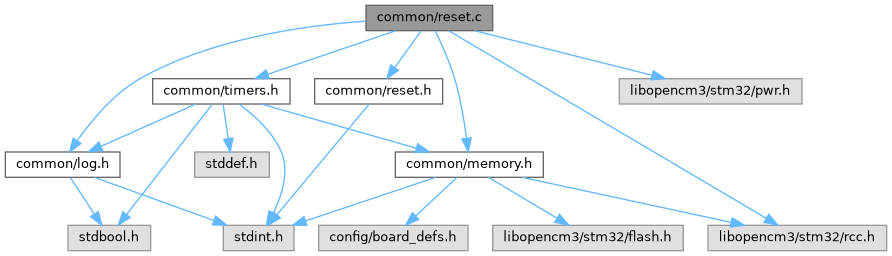 common/reset.c
common/timers.h
common/reset.h
libopencm3/stm32/pwr.h
common/log.h
stddef.h
common/memory.h
stdbool.h
stdint.h
config/board_defs.h
libopencm3/stm32/flash.h
libopencm3/stm32/rcc.h